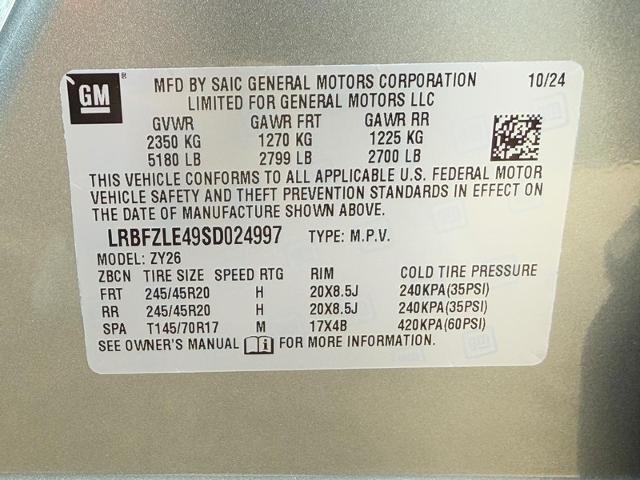 GM ® MFD BY SAIC GENERAL MOTORS CORPORATION 10/24
LIMITED FOR GENERAL MOTORS LLC
GVWR GAWR FRT GAWR RR
2350 KG 1270 KG 1225 KG
5180 LB 2799 LB 2700 LB
THIS VEHICLE CONFORMS TO ALL APPLICABLE U.S. FEDERAL MOTOR
VEHICLE SAFETY AND THEFT PREVENTION STANDARDS IN EFFECT ON
THE DATE OF MANUFACTURE SHOWN ABOVE.
LRBFZLE49SD024997 TYPE: M.P.V.
MODEL: ZY26
ZBCN TIRE SIZE SPEED RTG RIM COLD TIRE PRESSURE
FRT 245/45R20 H 20X8.5J 240KPA(35PSI)
RR 245/45R20 H 20X8.5J 240KPA(35PSI)
SPA T145/70R17 M 17X4B 420KPA(60PSI)
SEE OWNER'S MANUAL FOR MORE INFORMATION.